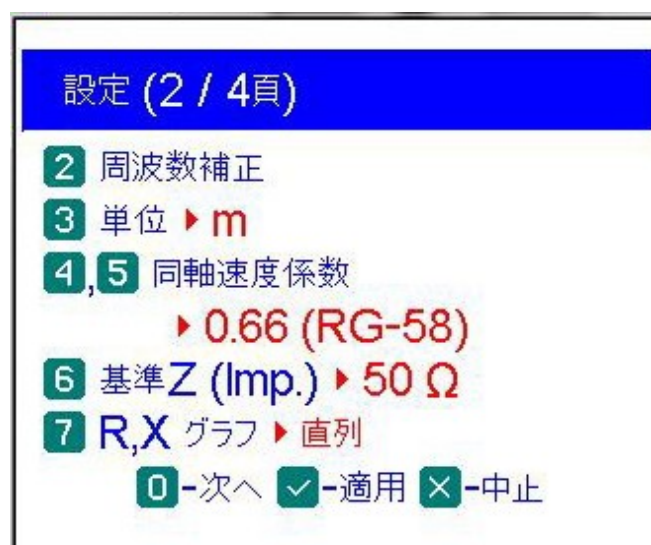 設定 (2 / 4頁)
2 周波数補正
3 単位 ▸ m
4,5 同軸速度係数
▸ 0.66 (RG-58)
6 基準Z (Imp.) ▸ 50 Ω
7 R,X グラフ ▸ 直列
0-次へ ✓-適用 ×-中止